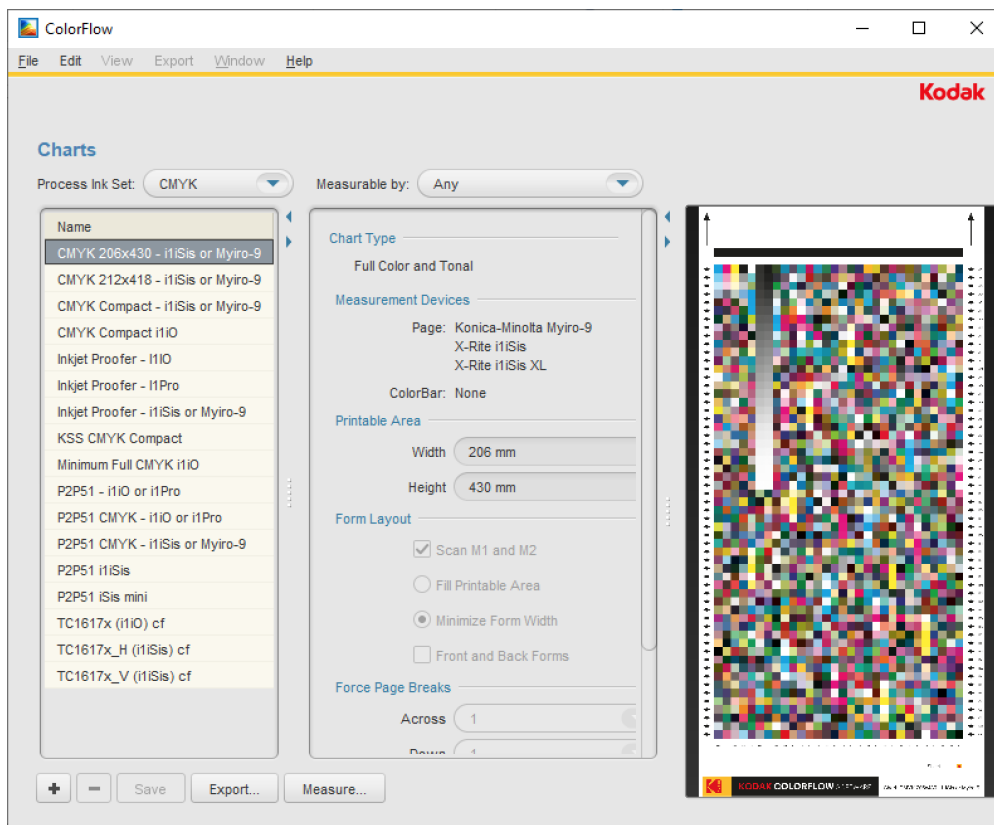 ColorFlow
File Edit View Export Window Help
Kodak
Charts
Process Ink Set: CMYK Measurable by: Any
Name
CMYK 206x430 - i1iSis or Myiro-9
CMYK 212x418 - i1iSis or Myiro-9
CMYK Compact - i1iSis or Myiro-9
CMYK Compact i1iO
Inkjet Proofer - I1IO
Inkjet Proofer - I1Pro
Inkjet Proofer - i1iSis or Myiro-9
KSS CMYK Compact
Minimum Full CMYK i1iO
P2P51 - i1iO or i1Pro
P2P51 CMYK - i1iO or i1Pro
P2P51 CMYK - i1iSis or Myiro-9
P2P51 i1iSis
P2P51 iSis mini
TC1617x (i1iO) cf
TC1617x_H (i1iSis) cf
TC1617x_V (i1iSis) cf
Chart Type
Full Color and Tonal
Measurement Devices
Page: Konica-Minolta Myiro-9
X-Rite i1iSis
X-Rite i1iSis XL
ColorBar: None
Printable Area
Width 206 mm
Height 430 mm
Form Layout
Scan M1 and M2
Fill Printable Area
Minimize Form Width
Front and Back Forms
Force Page Breaks
Across 1
Down 1
KODAK COLORFLOW SOFTWARE
Save Export... Measure...